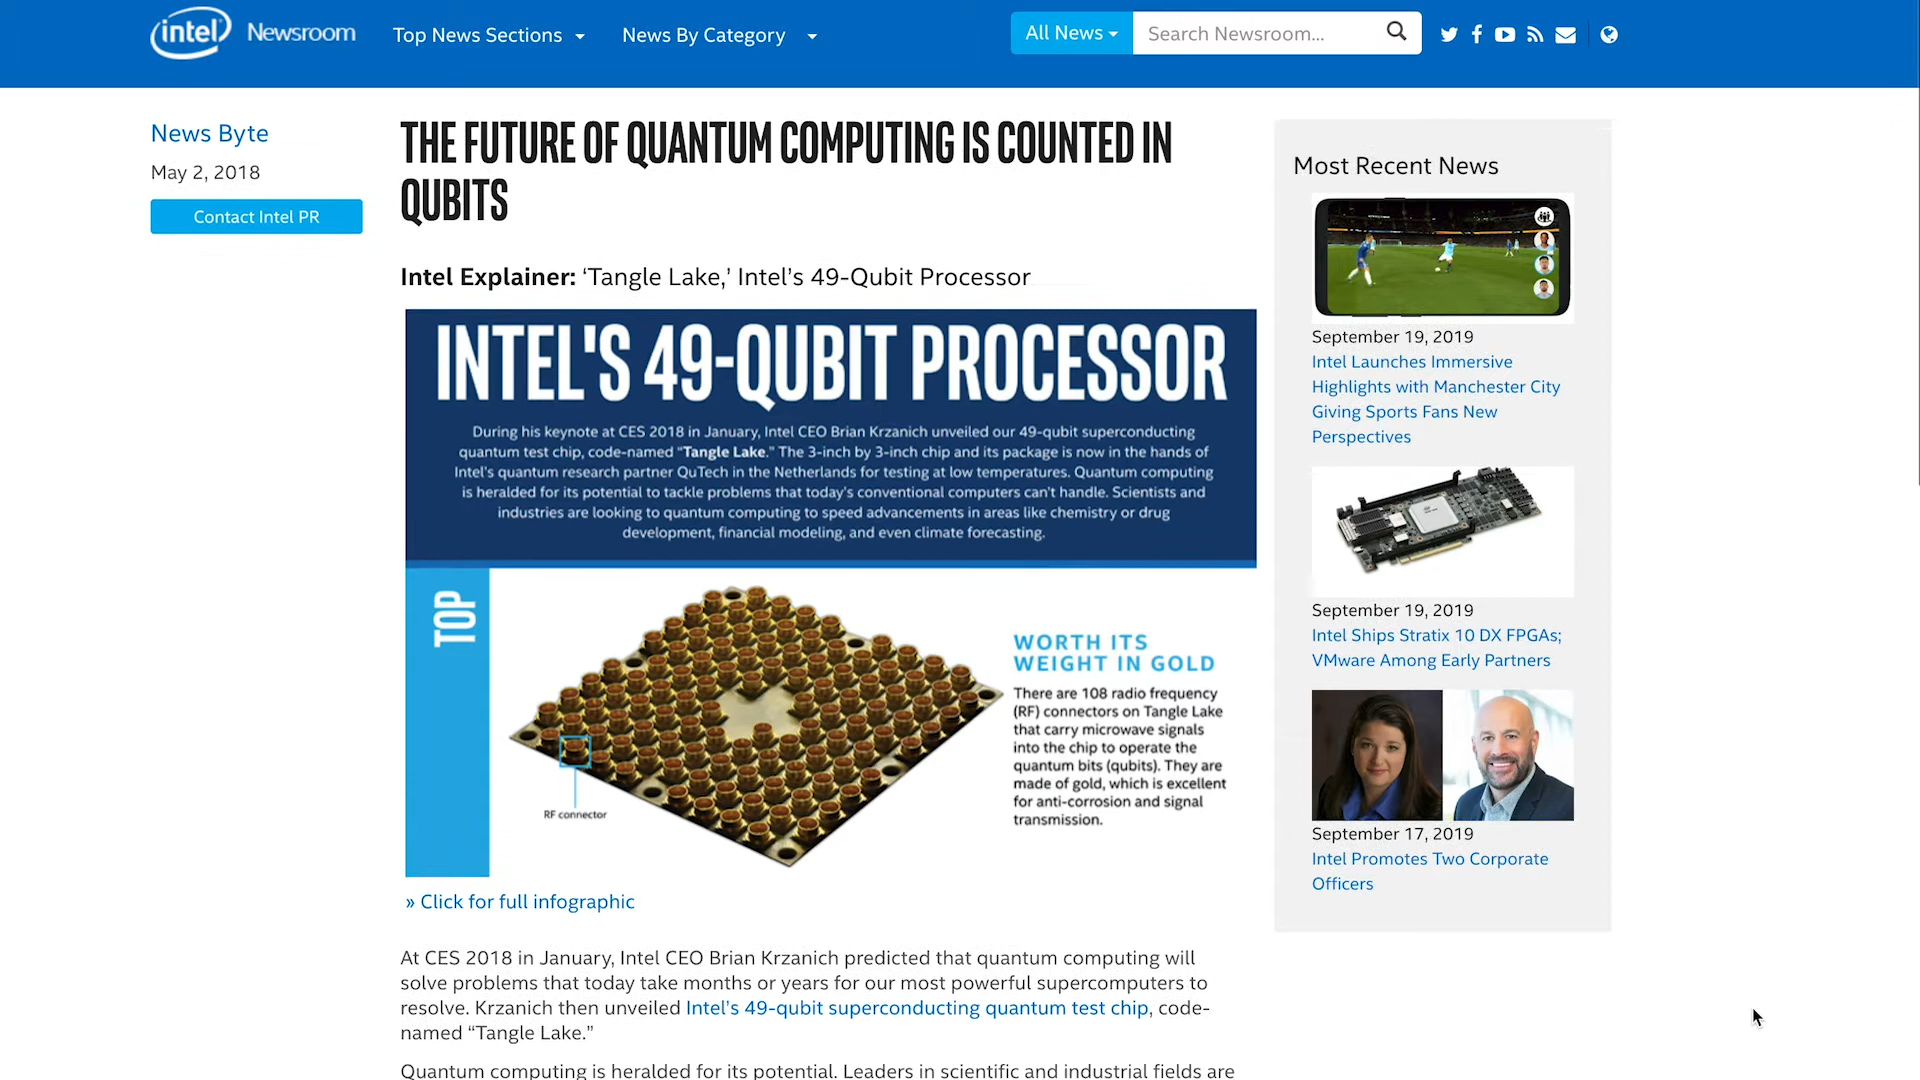 intel Newsroom
Top News Sections
News By Category
All News
Search Newsroom...
News Byte
May 2, 2018
Contact Intel PR
THE FUTURE OF QUANTUM COMPUTING IS COUNTED IN
QUBITS
Intel Explainer: ‘Tangle Lake,’ Intel’s 49-Qubit Processor
INTEL'S 49-QUBIT PROCESSOR
During his keynote at CES 2018 in January, Intel CEO Brian Krzanich unveiled our 49-qubit superconducting
quantum test chip, code-named “Tangle Lake.” The 3-inch by 3-inch chip and its package is now in the hands of
Intel's quantum research partner QuTech in the Netherlands for testing at low temperatures. Quantum computing
is heralded for its potential to tackle problems that today's conventional computers can't handle. Scientists and
industries are looking to quantum computing to speed advancements in areas like chemistry or drug
development, financial modeling, and even climate forecasting.
TOP
RF connector
WORTH ITS
WEIGHT IN GOLD
There are 108 radio frequency
(RF) connectors on Tangle Lake
that carry microwave signals
into the chip to operate the
quantum bits (qubits). They are
made of gold, which is excellent
for anti-corrosion and signal
transmission.
» Click for full infographic
At CES 2018 in January, Intel CEO Brian Krzanich predicted that quantum computing will
solve problems that today take months or years for our most powerful supercomputers to
resolve. Krzanich then unveiled Intel’s 49-qubit superconducting quantum test chip, code-
named “Tangle Lake.”
Quantum computing is heralded for its potential. Leaders in scientific and industrial fields are
Most Recent News
September 19, 2019
Intel Launches Immersive
Highlights with Manchester City
Giving Sports Fans New
Perspectives
September 19, 2019
Intel Ships Stratix 10 DX FPGAs;
VMware Among Early Partners
September 17, 2019
Intel Promotes Two Corporate
Officers